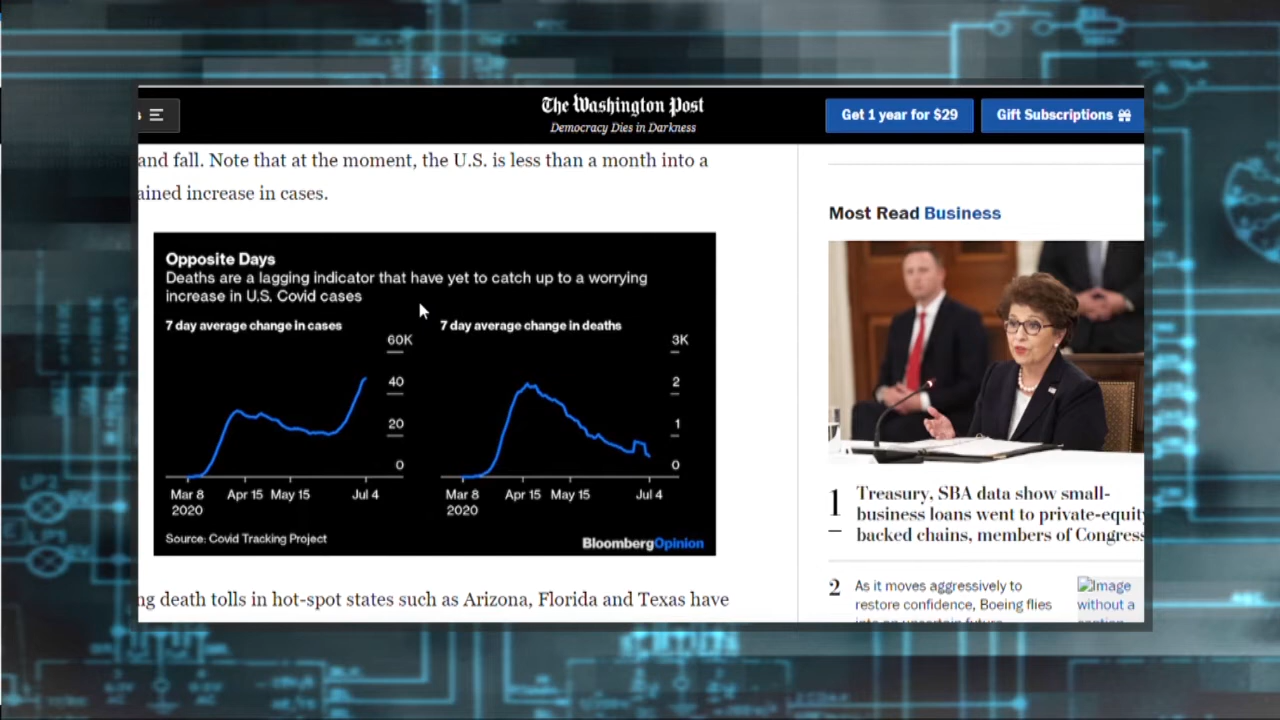 The Washington Post
Democracy Dies in Darkness
Get 1 year for $29
Gift Subscriptions
and fall. Note that at the moment, the U.S. is less than a month into a
ained increase in cases.
Opposite Days
Deaths are a lagging indicator that have yet to catch up to a worrying
increase in U.S. Covid cases
7 day average change in cases
60K
40
20
0
Mar 8
2020
Apr 15
May 15
Jul 4
7 day average change in deaths
3K
2
1
0
Mar 8
2020
Apr 15
May 15
Jul 4
Source: Covid Tracking Project
BloombergOpinion
ng death tolls in hot-spot states such as Arizona, Florida and Texas have
Most Read Business
1
Treasury, SBA data show small-
business loans went to private-equity
backed chains, members of Congress
2
As it moves aggressively to
restore confidence, Boeing flies
Image
without a
LP2